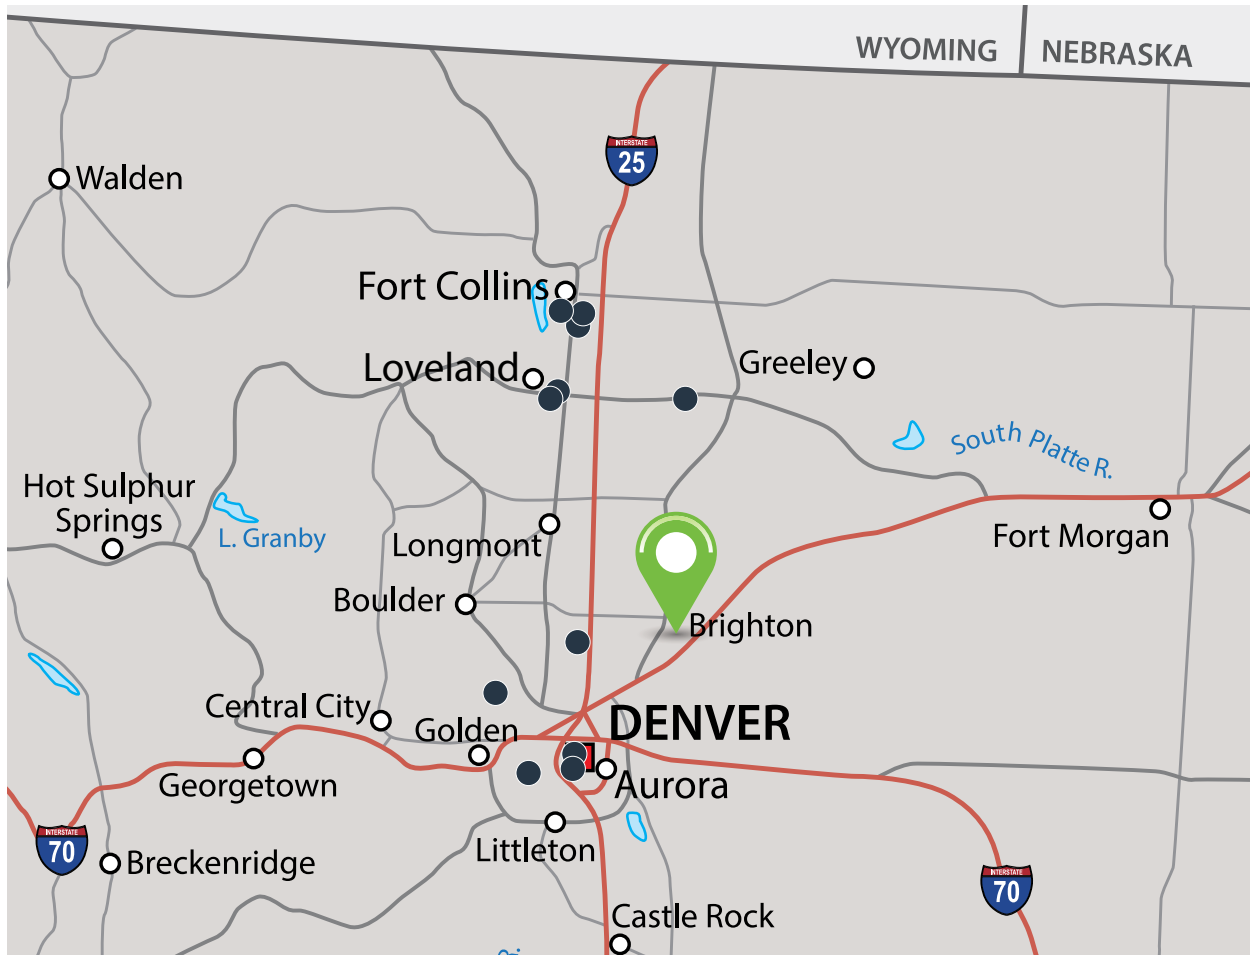 WYOMING
NEBRASKA
INTERSTATE
25
Walden
Fort Collins
Loveland
Greeley
South Platte R.
Hot Sulphur
Springs
L. Granby
Longmont
Fort Morgan
Boulder
Brighton
Central City
Golden
DENVER
Georgetown
Aurora
INTERSTATE
70
Breckenridge
Littleton
INTERSTATE
70
Castle Rock